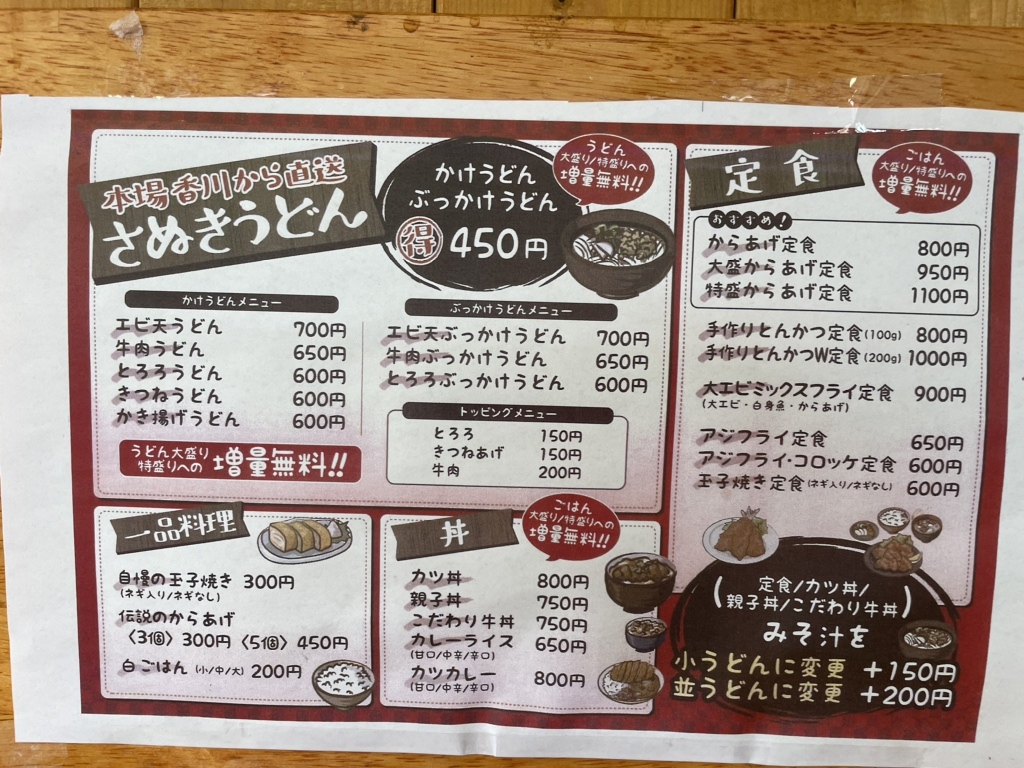 本場香川から直送
さぬきうどん
かけうどん
ぶっかけうどん
得 450円
うどん
大盛り/特盛りへの
増量無料!!
かけうどんメニュー
エビ天うどん 700円
牛肉うどん 650円
とろろうどん 600円
きつねうどん 600円
かき揚げうどん 600円
うどん大盛り
特盛りへの 増量無料!!
ぶっかけうどんメニュー
エビ天ぶっかけうどん 700円
牛肉ぶっかけうどん 650円
とろろぶっかけうどん 600円
トッピングメニュー
とろろ 150円
きつねあげ 150円
牛肉 200円
定食
ごはん
大盛り/特盛りへの
増量無料!!
おすすめ!
からあげ定食 800円
大盛からあげ定食 950円
特盛からあげ定食 1100円
手作りとんかつ定食(100g) 800円
手作りとんかつW定食(200g) 1000円
大エビミックスフライ定食 900円
(大エビ・白身魚・からあげ)
アジフライ定食 650円
アジフライ・コロッケ定食 600円
玉子焼き定食(ネギ入り/ネギなし) 600円
一品料理
自慢の玉子焼き 300円
(ネギ入り/ネギなし)
伝説のからあげ
〈3個〉300円〈5個〉450円
白ごはん (小/中/大) 200円
丼
ごはん
大盛り/特盛りへの
増量無料!!
カツ丼 800円
親子丼 750円
こだわり牛丼 750円
カレーライス 650円
(甘口/中辛/辛口)
カツカレー 800円
(甘口/中辛/辛口)
(定食/カツ丼/
親子丼/こだわり牛丼)
みそ汁を
小うどんに変更 +150円
並うどんに変更 +200円